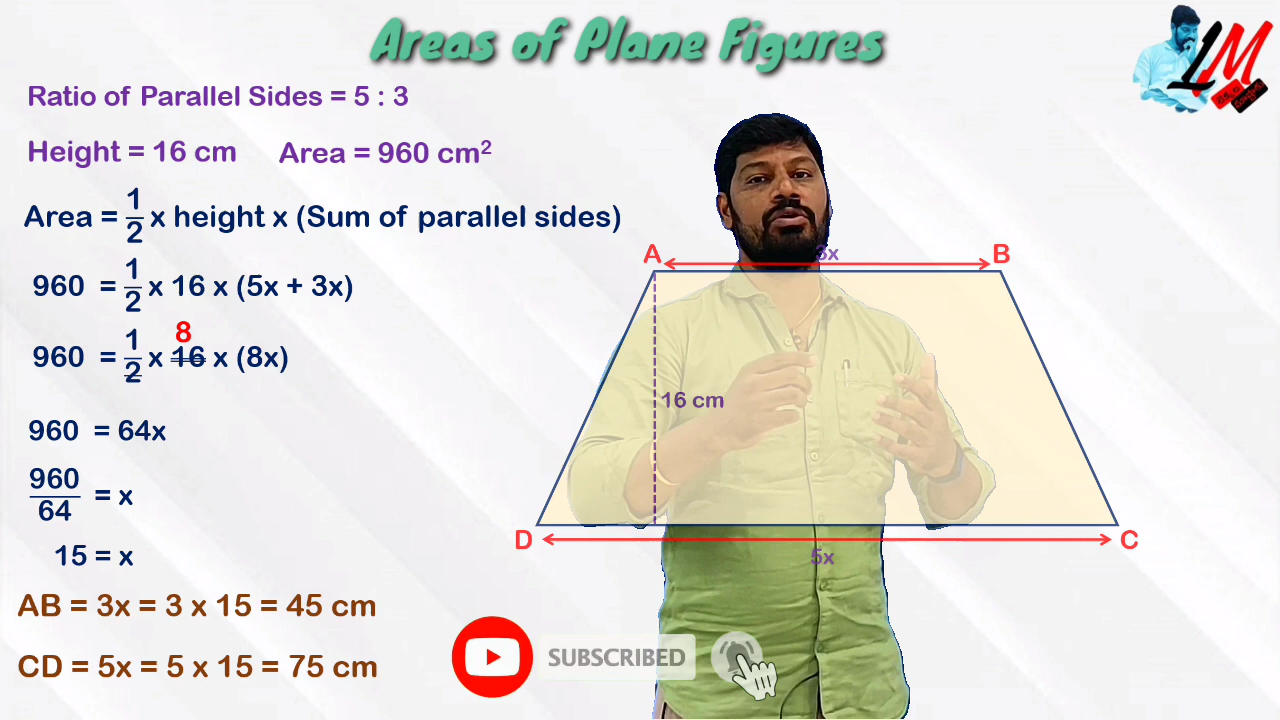 Areas of Plane Figures
LM
Ratio of Parallel Sides = 5 : 3
Height = 16 cm Area = 960 cm²
Area = 1/2 x height x (Sum of parallel sides)
960 = 1/2 x 16 x (5x + 3x)
8
960 = 1/2 x 16 x (8x)
960 = 64x
960/64 = x
15 = x
AB = 3x = 3 x 15 = 45 cm
CD = 5x = 5 x 15 = 75 cm
A 3x B
16 cm
D 5x C
SUBSCRIBED